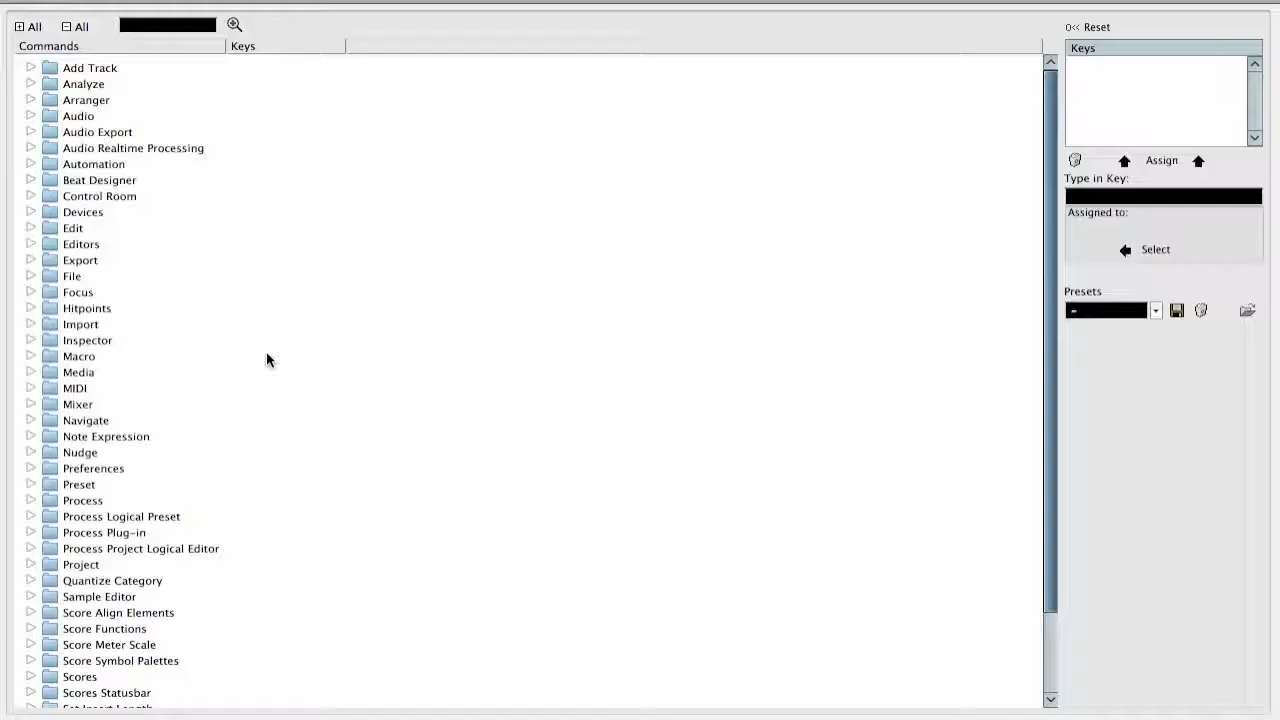 All All
Commands Keys
Add Track
Analyze
Arranger
Audio
Audio Export
Audio Realtime Processing
Automation
Beat Designer
Control Room
Devices
Edit
Editors
Export
File
Focus
Hitpoints
Import
Inspector
Macro
Media
MIDI
Mixer
Navigate
Note Expression
Nudge
Preferences
Preset
Process
Process Logical Preset
Process Plug-in
Process Project Logical Editor
Project
Quantize Category
Sample Editor
Score Align Elements
Score Functions
Score Meter Scale
Score Symbol Palettes
Scores
Scores Statusbar
Set Insert Length
Reset
Keys
Assign
Type in Key:
Assigned to:
Select
Presets
-